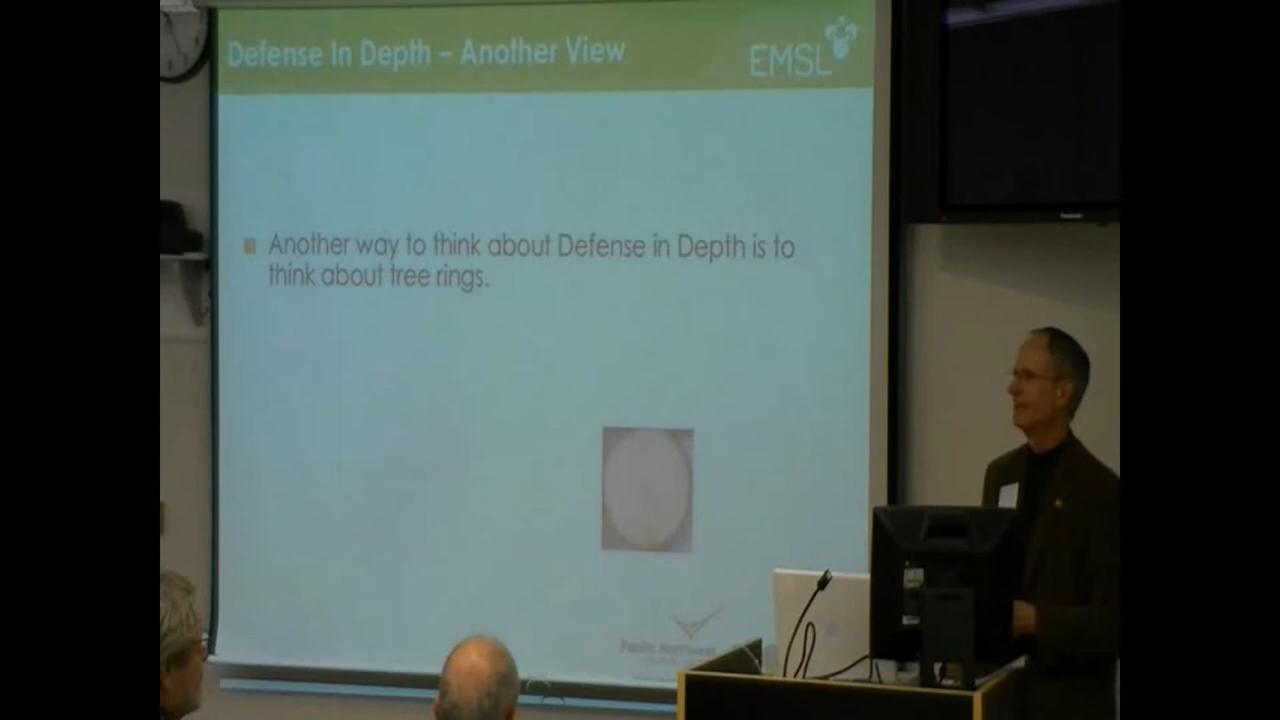 Defense In Depth – Another View
EMSL
Another way to think about Defense in Depth is to
think about tree rings.
Pacific Northwest
Panasonic